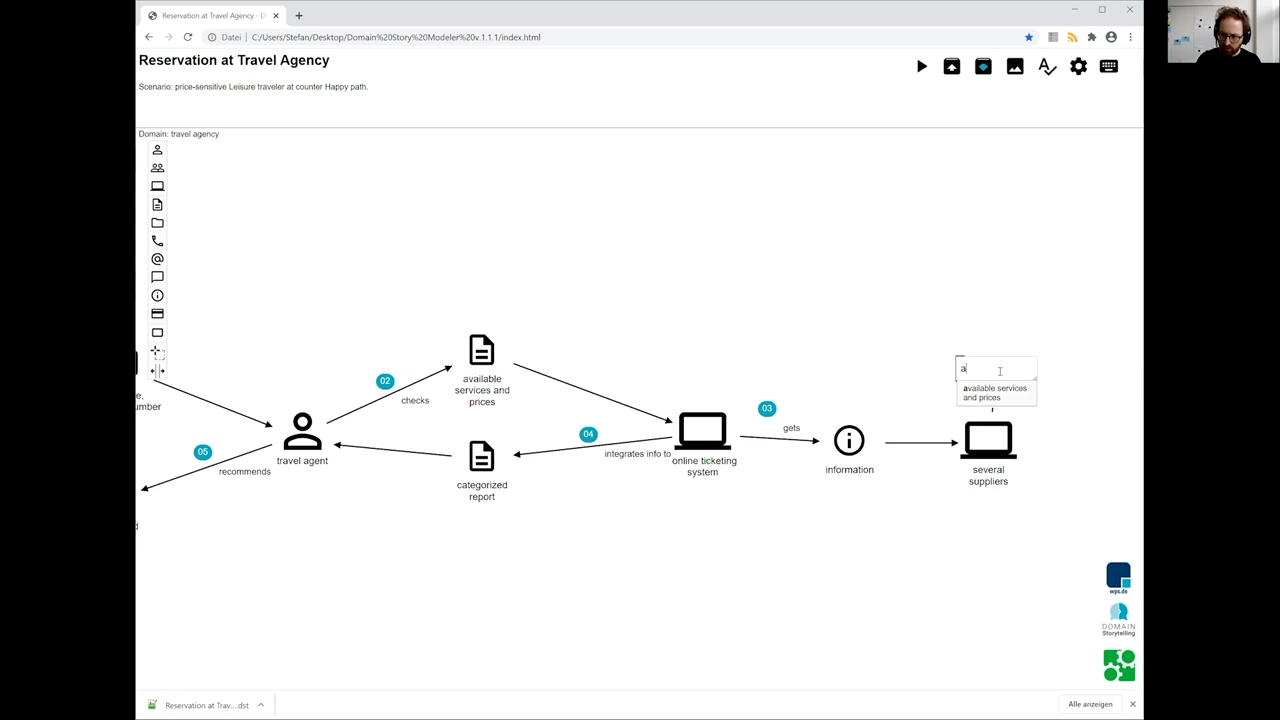 Reservation at Travel Agency - D
Datei
C:/Users/Stefan/Desktop/Domain%20Story%20Modeler%20v.1.1.1/index.html
Reservation at Travel Agency
Scenario: price-sensitive Leisure traveler at counter Happy path.
Domain: travel agency
02
checks
available
services and
prices
a
available services
and prices
03
gets
04
integrates info to
online ticketing
system
information
several
suppliers
05
recommends
travel agent
categorized
report
wps.de
DOMAIN
Storytelling
Reservation at Trav....dst
Alle anzeigen